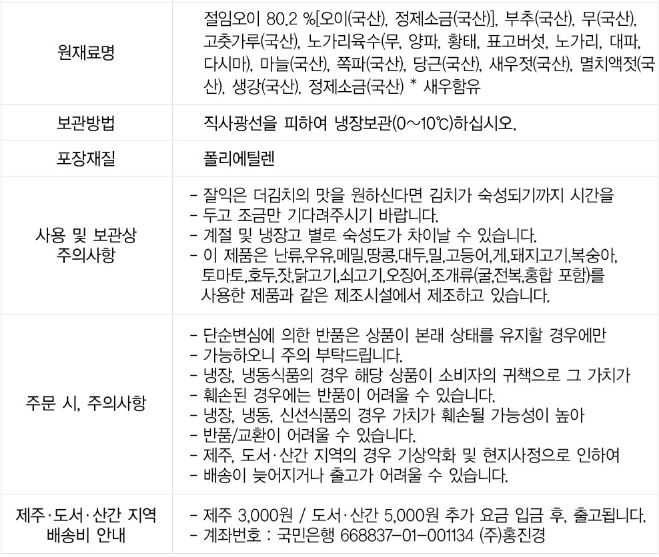 원재료명
절임오이 80.2 %[오이(국산), 정제소금(국산)], 부추(국산), 무(국산),
고춧가루(국산), 노가리육수(무, 양파, 황태, 표고버섯, 노가리, 대파,
다시마), 마늘(국산), 쪽파(국산), 당근(국산), 새우젓(국산), 멸치액젓(국
산), 생강(국산), 정제소금(국산) * 새우함유
보관방법
직사광선을 피하여 냉장보관(0~10℃)하십시오.
포장재질
폴리에틸렌
사용 및 보관상
주의사항
- 잘익은 더김치의 맛을 원하신다면 김치가 숙성되기까지 시간을
- 두고 조금만 기다려주시기 바랍니다.
- 계절 및 냉장고 별로 숙성도가 차이날 수 있습니다.
- 이 제품은 난류,우유,메밀,땅콩,대두,밀,고등어,게,돼지고기,복숭아,
토마토,호두,잣,닭고기,쇠고기,오징어,조개류(굴,전복,홍합 포함)를
사용한 제품과 같은 제조시설에서 제조하고 있습니다.
주문 시, 주의사항
- 단순변심에 의한 반품은 상품이 본래 상태를 유지할 경우에만
- 가능하오니 주의 부탁드립니다.
- 냉장, 냉동식품의 경우 해당 상품이 소비자의 귀책으로 그 가치가
- 훼손된 경우에는 반품이 어려울 수 있습니다.
- 냉장, 냉동, 신선식품의 경우 가치가 훼손될 가능성이 높아
- 반품/교환이 어려울 수 있습니다.
- 제주, 도서·산간 지역의 경우 기상악화 및 현지사정으로 인하여
- 배송이 늦어지거나 출고가 어려울 수 있습니다.
제주·도서·산간 지역
배송비 안내
- 제주 3,000원 / 도서·산간 5,000원 추가 요금 입금 후, 출고됩니다.
- 계좌번호 : 국민은행 668837-01-001134 (주)홍진경